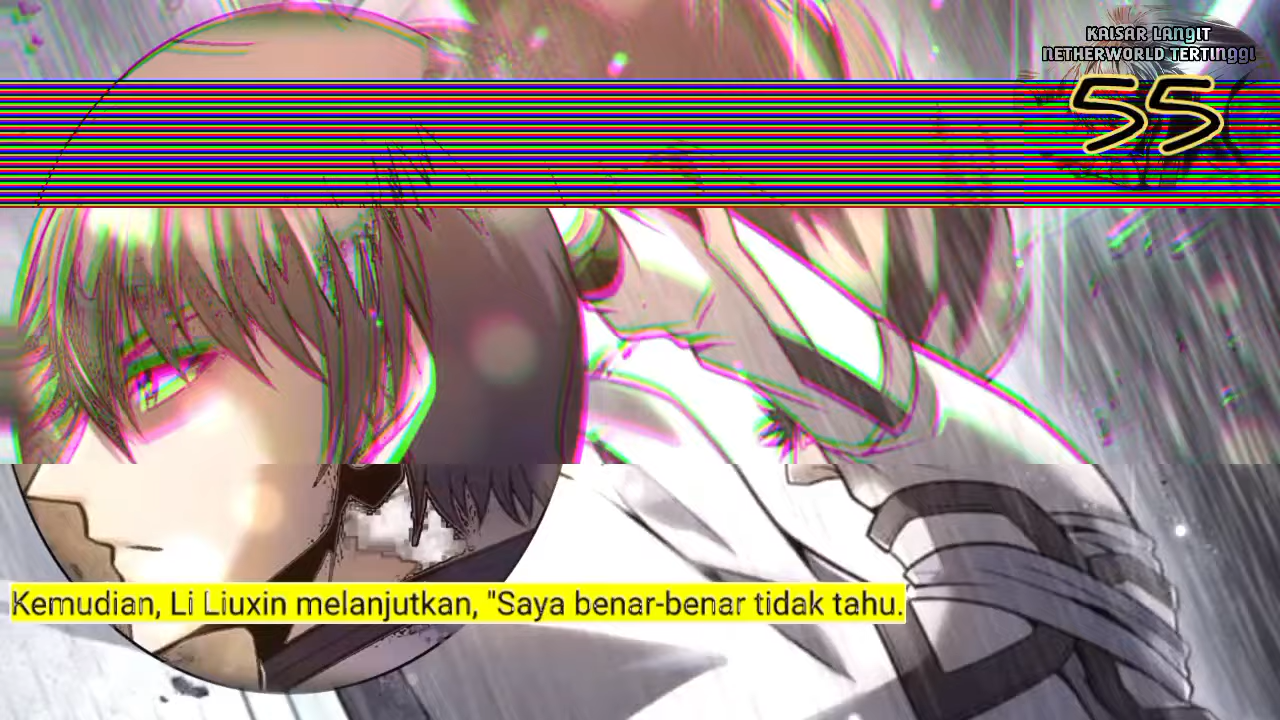 KAISAR LANGIT
NETHERWORLD TERTINGGI
55
Kemudian, Li Liuxin melanjutkan, "Saya benar-benar tidak tahu.